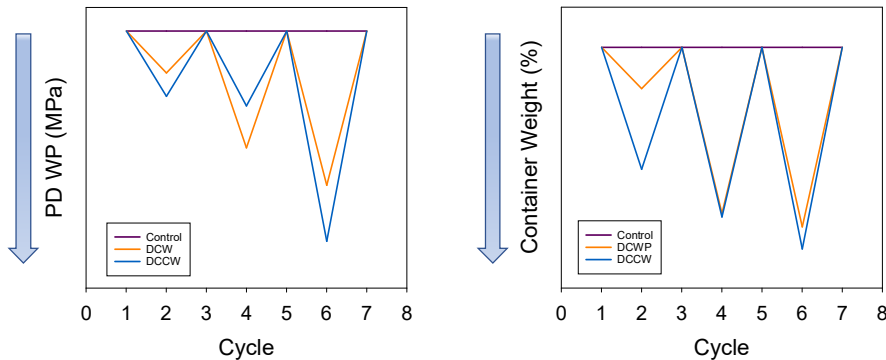 PD WP (MPa)
Control
DCW
DCCW
0 1 2 3 4 5 6 7 8
Cycle
Container Weight (%)
Control
DCWP
DCCW
0 1 2 3 4 5 6 7 8
Cycle